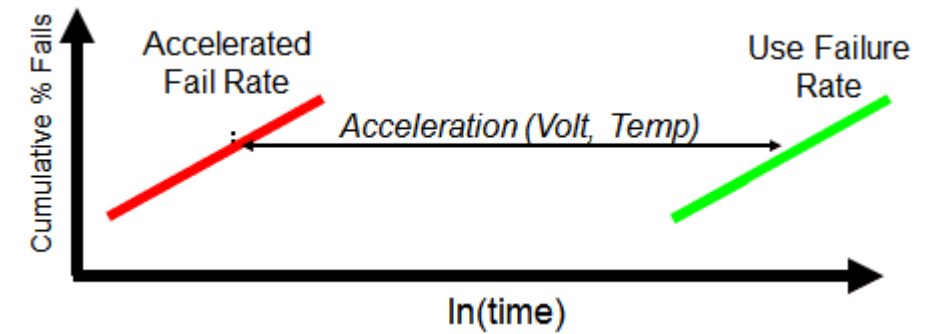 Cumulative % Fails
Accelerated
Fail Rate
Use Failure
Rate
Acceleration (Volt, Temp)
ln(time)